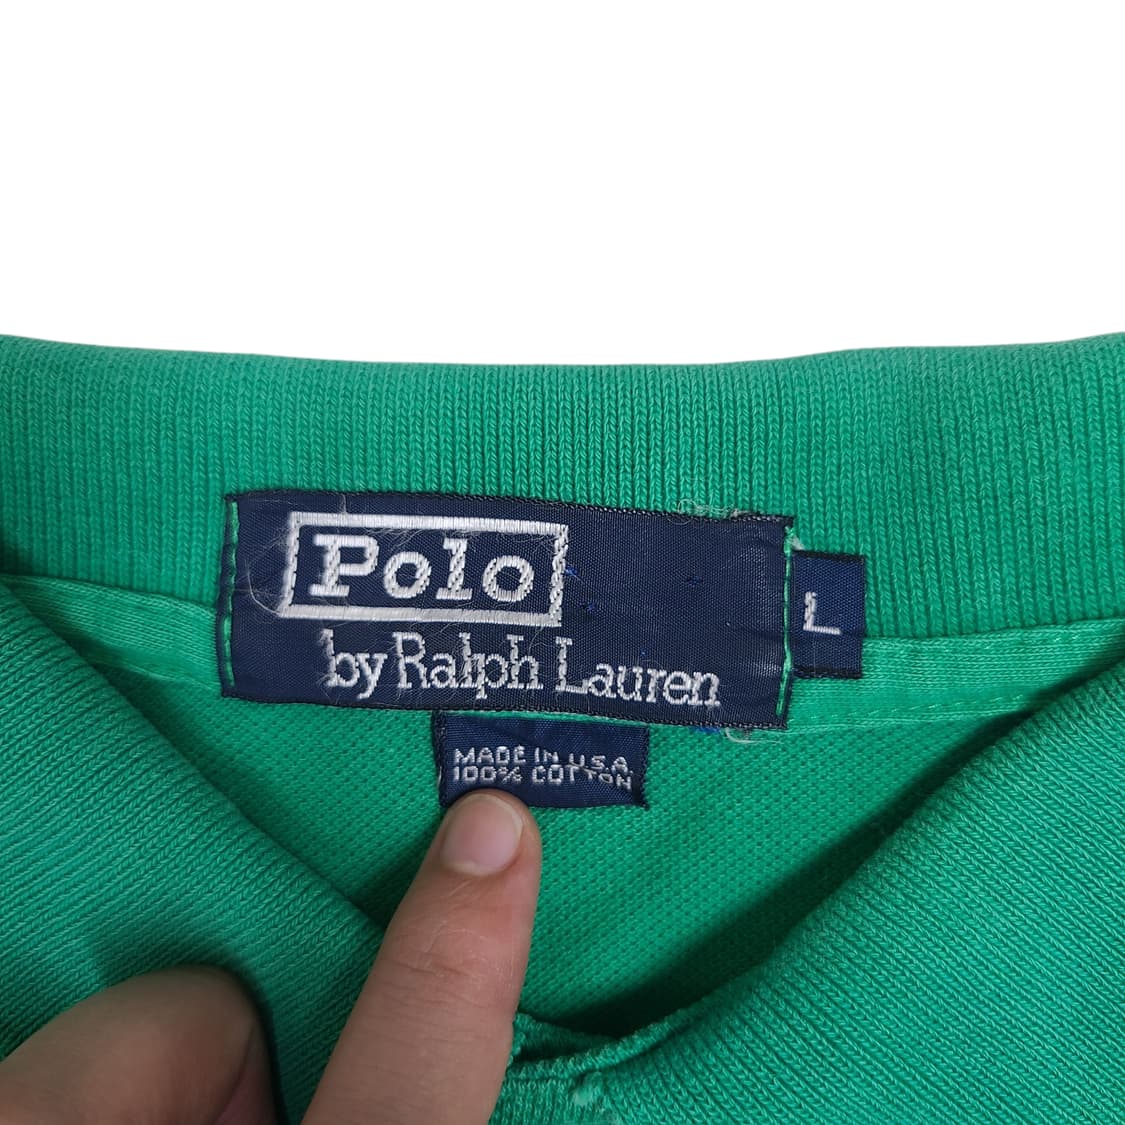 Polo
by Ralph Lauren
L
MADE IN U.S.A.
100% COTTON